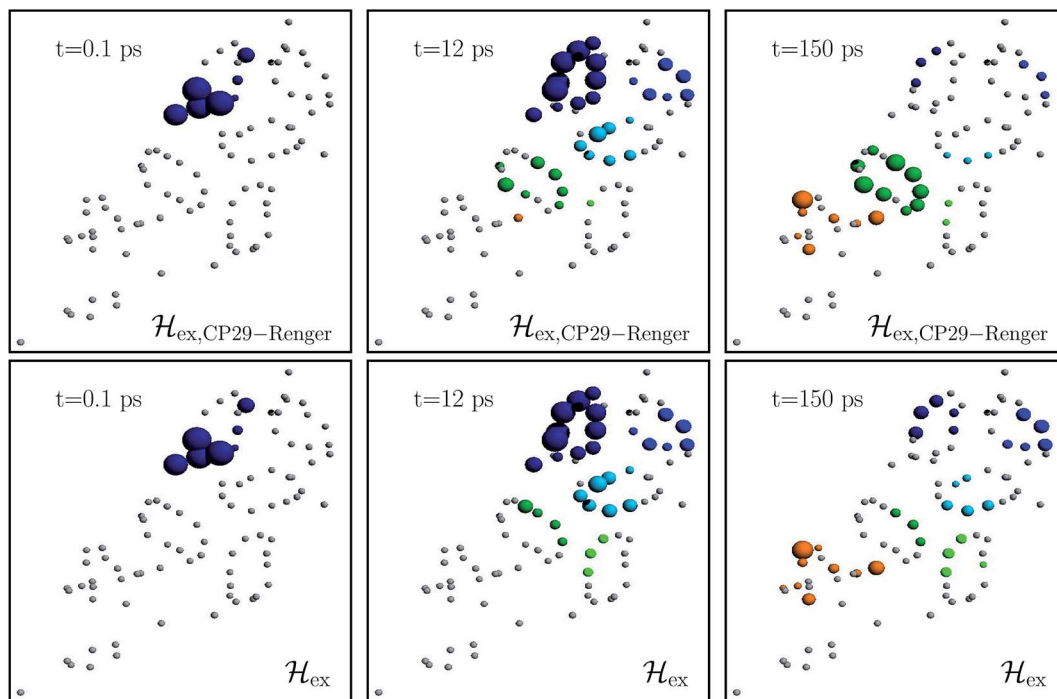 t=0.1 ps
ℋex,CP29−Renger
t=12 ps
ℋex,CP29−Renger
t=150 ps
ℋex,CP29−Renger
t=0.1 ps
ℋex
t=12 ps
ℋex
t=150 ps
ℋex